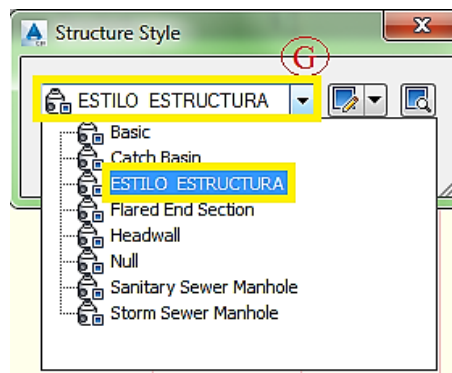 Structure Style
G
ESTILO ESTRUCTURA
Basic
Catch Basin
ESTILO ESTRUCTURA
Flared End Section
Headwall
Null
Sanitary Sewer Manhole
Storm Sewer Manhole